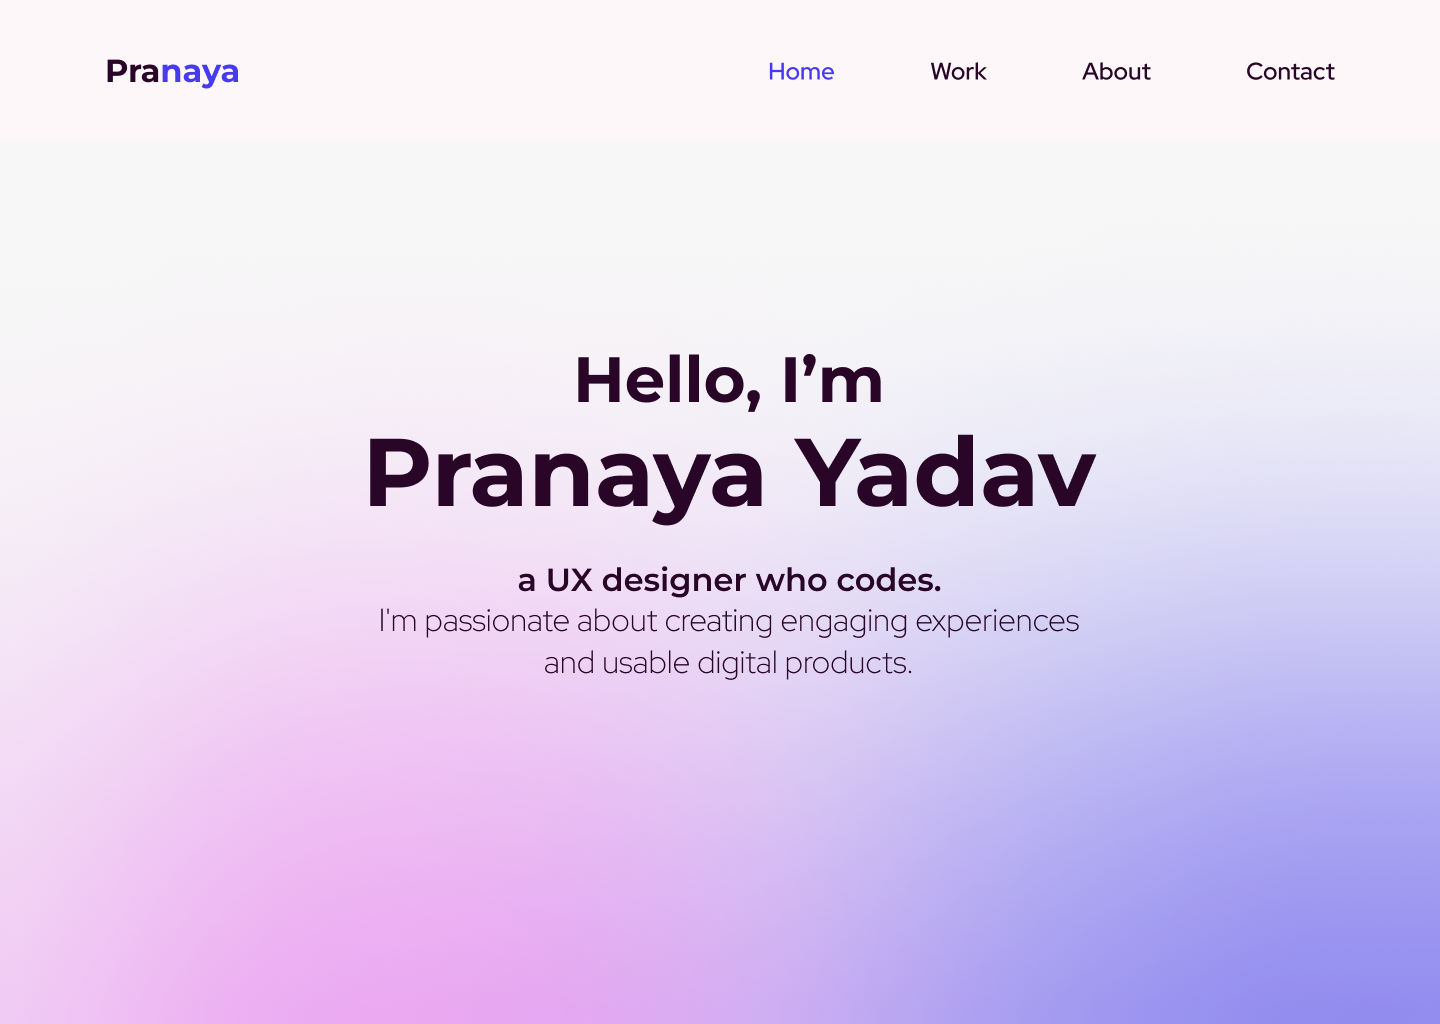 Pranaya
Home Work About Contact
Hello, I’m
Pranaya Yadav
a UX designer who codes.
I'm passionate about creating engaging experiences
and usable digital products.